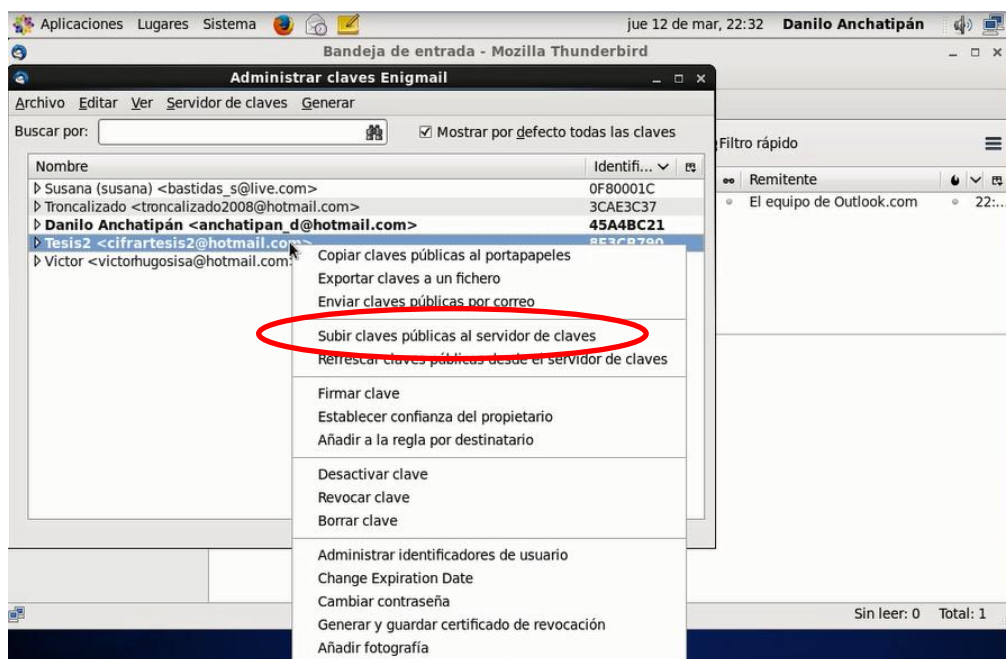 Aplicaciones Lugares Sistema jue 12 de mar, 22:32 Danilo Anchatipán
Bandeja de entrada - Mozilla Thunderbird
Administrar claves Enigmail
Archivo Editar Ver Servidor de claves Generar
Buscar por: Mostrar por defecto todas las claves
Filtro rápido
Nombre Identifi...
Remitente
Susana (susana) <bastidas_s@live.com> 0F80001C
El equipo de Outlook.com 22:...
Troncalizado <troncalizado2008@hotmail.com> 3CAE3C37
Danilo Anchatipán <anchatipan_d@hotmail.com> 45A4BC21
Tesis2 <cifrartesis2@hotmail.com>
Victor <victorhugosisa@hotmail.com>
Copiar claves públicas al portapapeles
Exportar claves a un fichero
Enviar claves públicas por correo
Subir claves públicas al servidor de claves
Refrescar claves públicas desde el servidor de claves
Firmar clave
Establecer confianza del propietario
Añadir a la regla por destinatario
Desactivar clave
Revocar clave
Borrar clave
Administrar identificadores de usuario
Change Expiration Date
Cambiar contraseña
Generar y guardar certificado de revocación
Añadir fotografía
Sin leer: 0 Total: 1